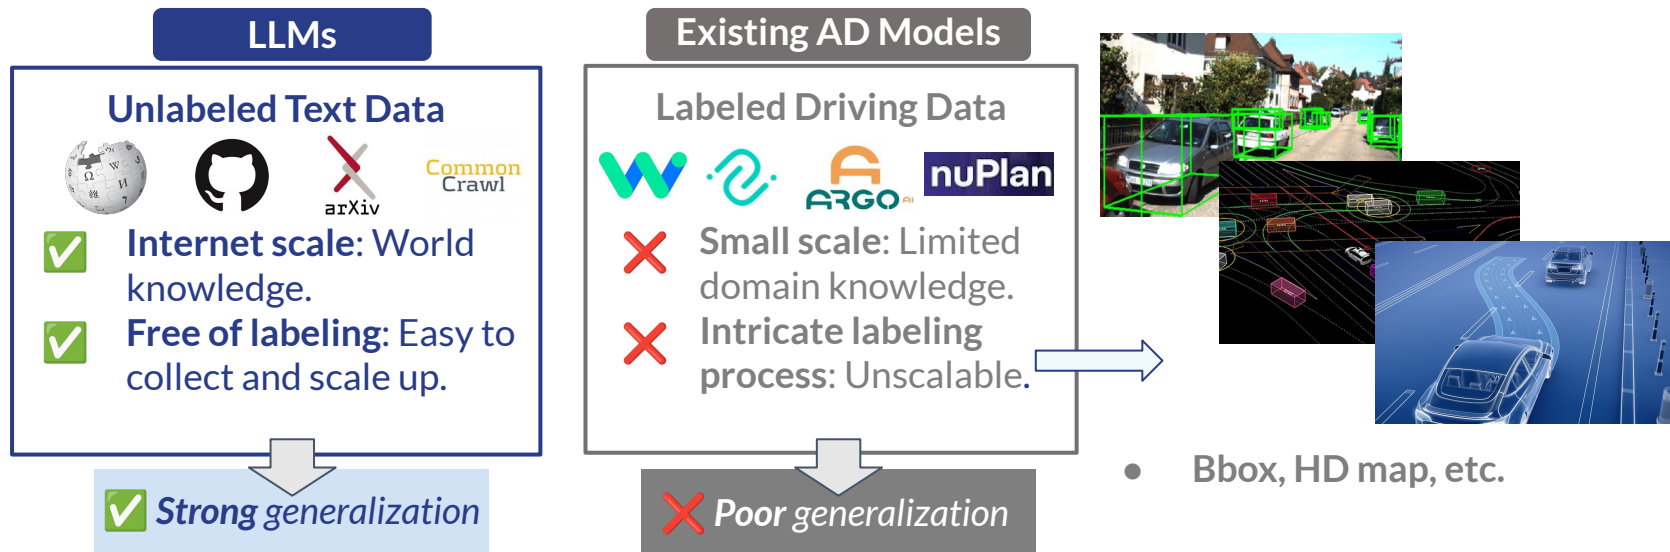 LLMs
Unlabeled Text Data
arXiv
Common
Crawl
Internet scale: World
knowledge.
Free of labeling: Easy to
collect and scale up.
Strong generalization
Existing AD Models
Labeled Driving Data
ARGO AI
nuPlan
Small scale: Limited
domain knowledge.
Intricate labeling
process: Unscalable.
Poor generalization
● Bbox, HD map, etc.